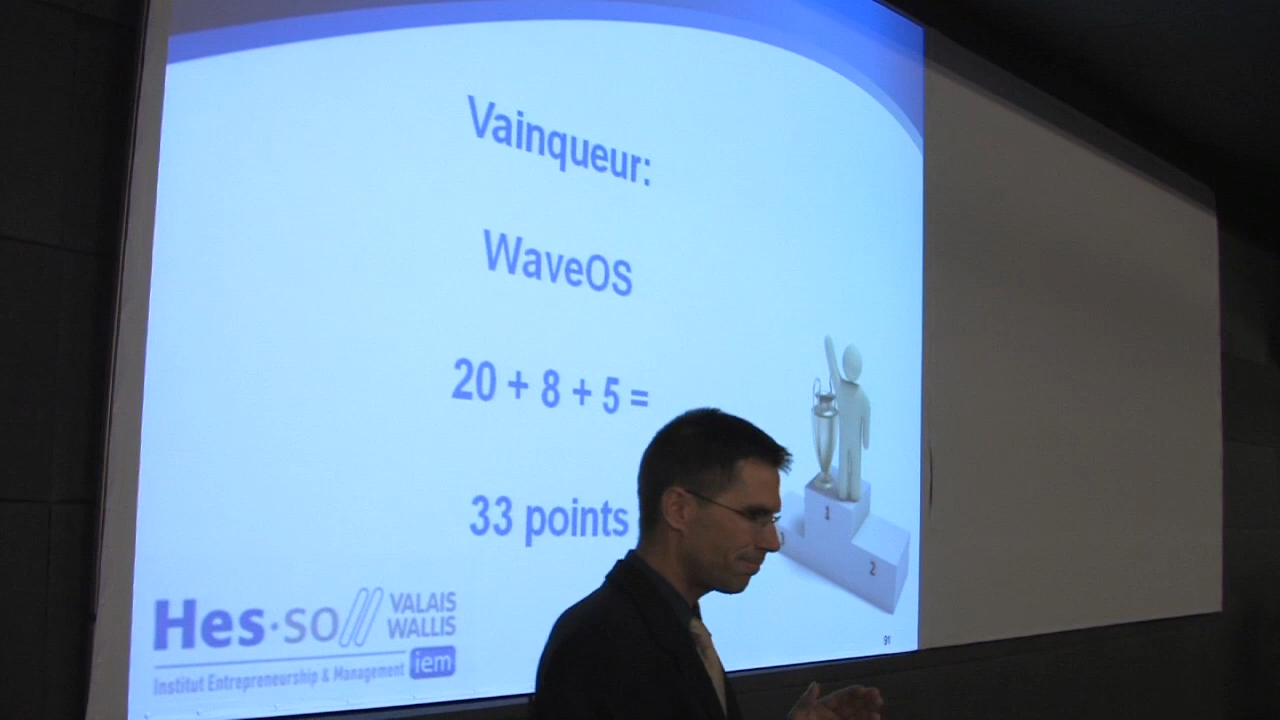 Vainqueur:
WaveOS
20 + 8 + 5 =
33 points
1
2
Hes·so// VALAIS
WALLIS
Institut Entrepreneurship & Management iem
91